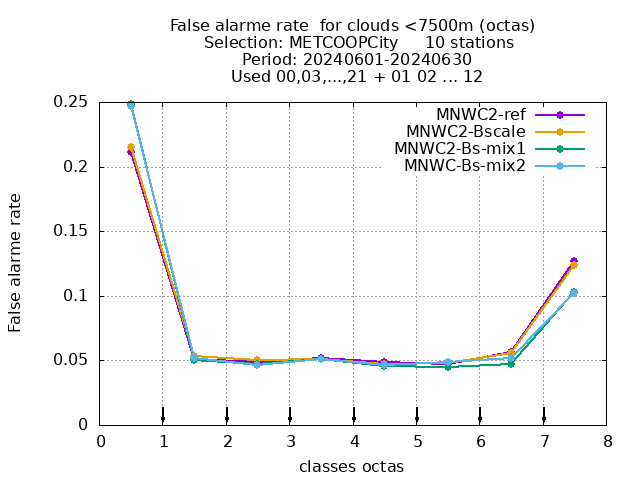 False alarme rate  for clouds <7500m (octas)
Selection: METCOOPCity     10 stations
Period: 20240601-20240630
Used 00,03,...,21 + 01 02 ... 12
0.25
MNWC2-ref
MNWC2-Bscale
MNWC2-Bs-mix1
MNWC-Bs-mix2
0.2
0.15
0.1
0.05
0
False alarme rate
0 1 2 3 4 5 6 7 8
classes octas